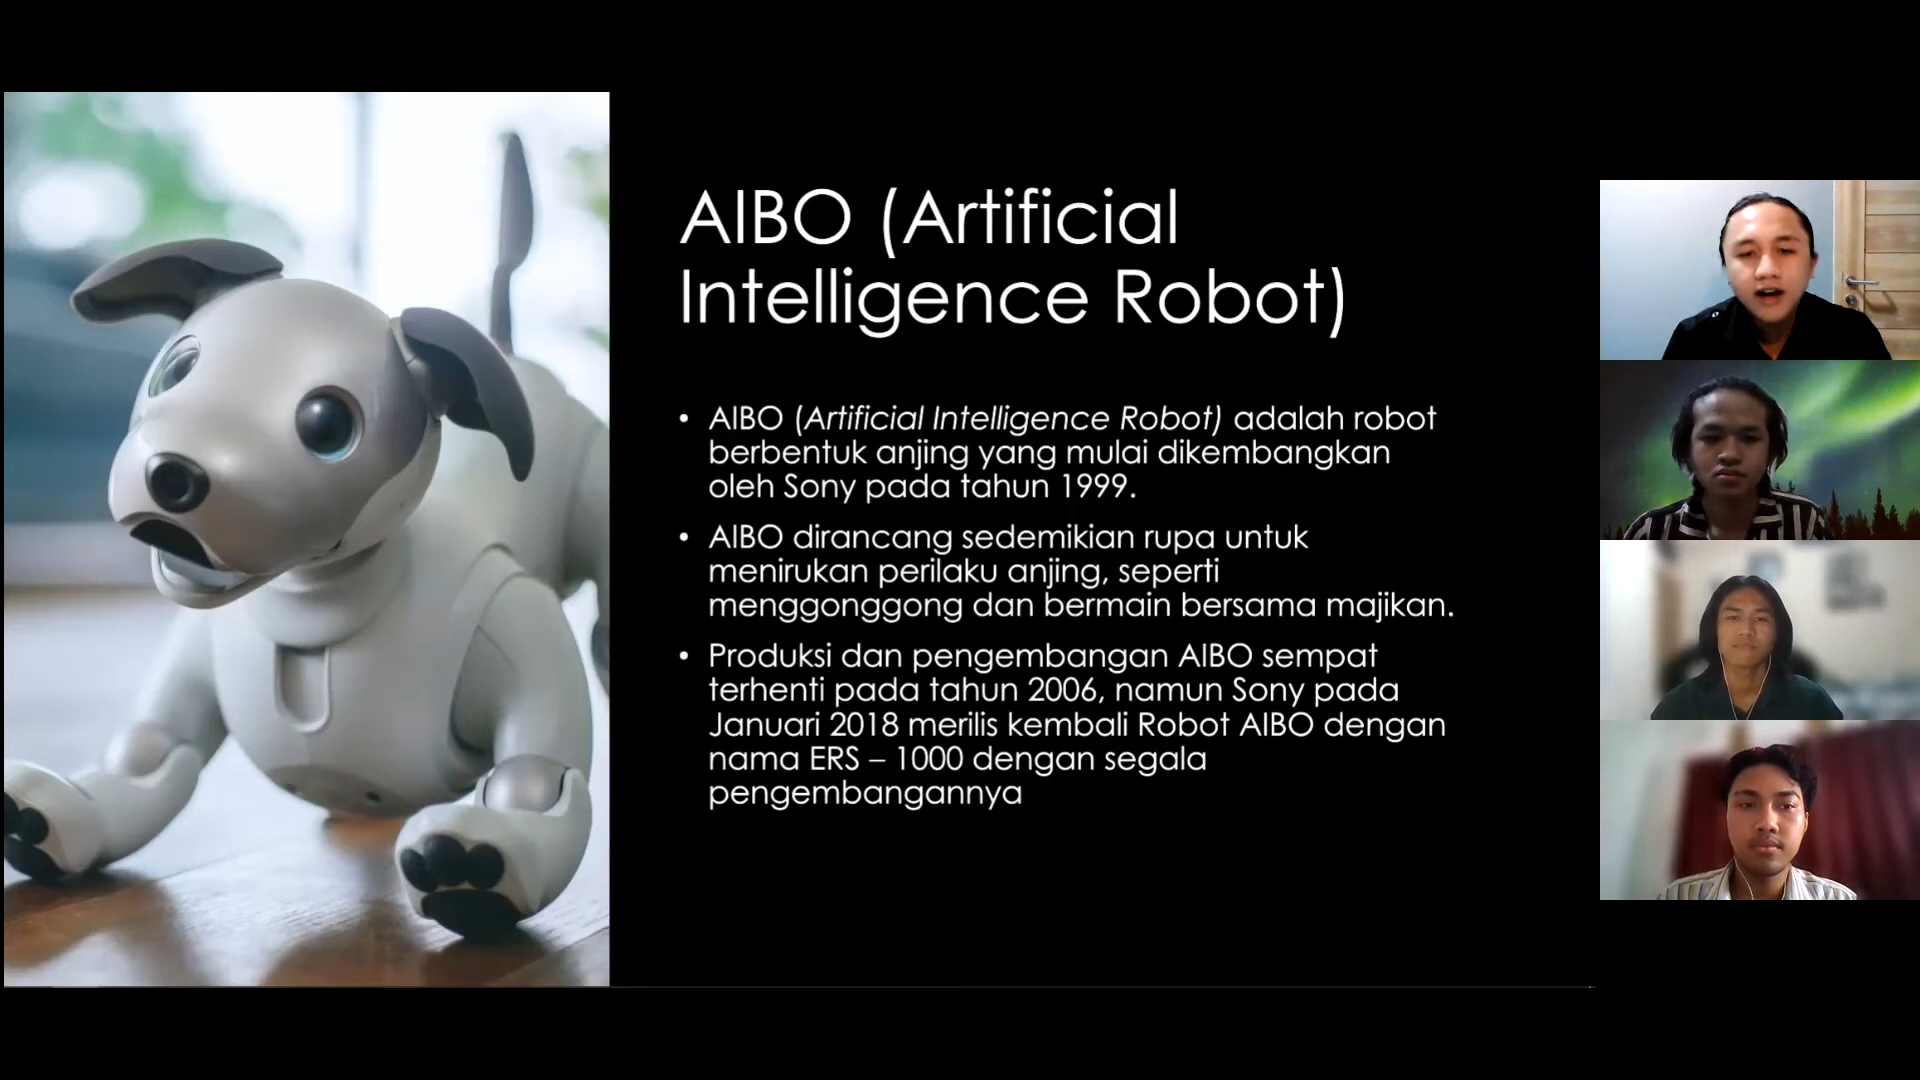 AIBO (Artificial
Intelligence Robot)
• AIBO (Artificial Intelligence Robot) adalah robot
berbentuk anjing yang mulai dikembangkan
oleh Sony pada tahun 1999.
• AIBO dirancang sedemikian rupa untuk
menirukan perilaku anjing, seperti
menggonggong dan bermain bersama majikan.
• Produksi dan pengembangan AIBO sempat
terhenti pada tahun 2006, namun Sony pada
Januari 2018 merilis kembali Robot AIBO dengan
nama ERS – 1000 dengan segala
pengembangannya